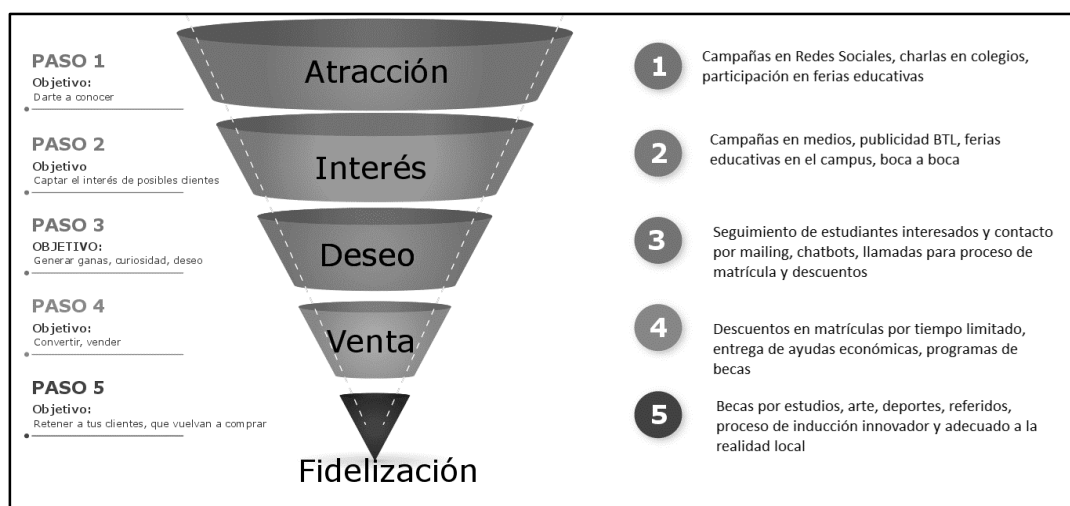 PASO 1
Objetivo:
Darte a conocer
PASO 2
Objetivo
Captar el interés de posibles clientes
PASO 3
OBJETIVO:
Generar ganas, curiosidad, deseo
PASO 4
Objetivo:
Convertir, vender
PASO 5
Objetivo:
Retener a tus clientes, que vuelvan a comprar
Atracción
Interés
Deseo
Venta
Fidelización
1
Campañas en Redes Sociales, charlas en colegios,
participación en ferias educativas
2
Campañas en medios, publicidad BTL, ferias
educativas en el campus, boca a boca
3
Seguimiento de estudiantes interesados y contacto
por mailing, chatbots, llamadas para proceso de
matrícula y descuentos
4
Descuentos en matrículas por tiempo limitado,
entrega de ayudas económicas, programas de
becas
5
Becas por estudios, arte, deportes, referidos,
proceso de inducción innovador y adecuado a la
realidad local